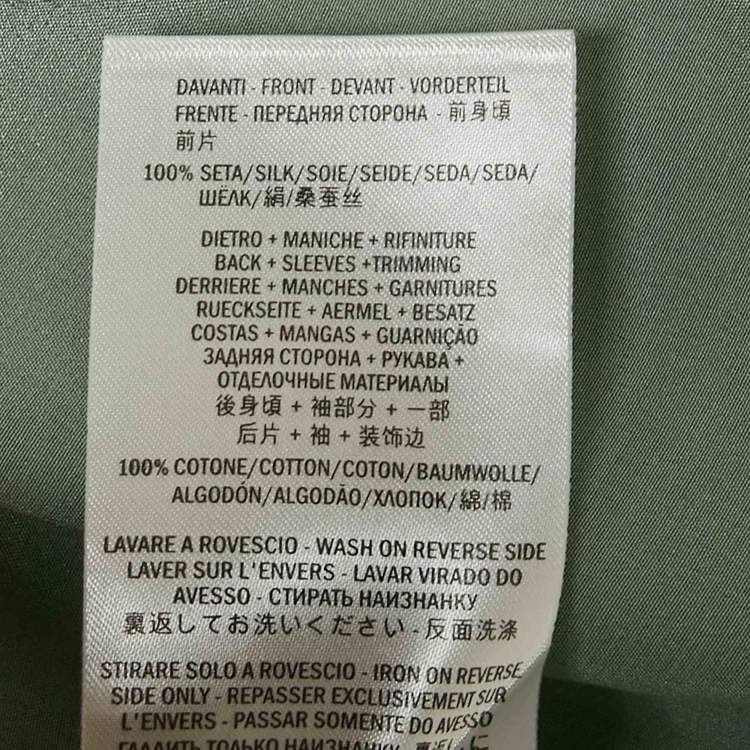 DAVANTI - FRONT - DEVANT - VORDERTEIL
FRENTE - ПЕРЕДНЯЯ СТОРОНА - 前身頃
前片
100% SETA/SILK/SOIE/SEIDE/SEDA/SEDA/
ШЁЛК/絹/桑蚕丝
DIETRO + MANICHE + RIFINITURE
BACK + SLEEVES +TRIMMING
DERRIERE + MANCHES + GARNITURES
RUECKSEITE + AERMEL + BESATZ
COSTAS + MANGAS + GUARNIÇÃO
ЗАДНЯЯ СТОРОНА + РУКАВА +
ОТДЕЛОЧНЫЕ МАТЕРИАЛЫ
後身頃 + 袖部分 + 一部
后片 + 袖 + 装饰边
100% COTONE/COTTON/COTON/BAUMWOLLE/
ALGODÓN/ALGODÃO/ХЛОПОК/綿/棉
LAVARE A ROVESCIO - WASH ON REVERSE SIDE
LAVER SUR L'ENVERS - LAVAR VIRADO DO
AVESSO - СТИРАТЬ НАИЗНАНКУ
裏返してお洗いください - 反面洗涤
STIRARE SOLO A ROVESCIO - IRON ON REVERSE
SIDE ONLY - REPASSER EXCLUSIVEMENT SUR
L'ENVERS - PASSAR SOMENTE DO AVESSO
ГЛАДИТЬ ТОЛЬКО НАИЗНАНКУ